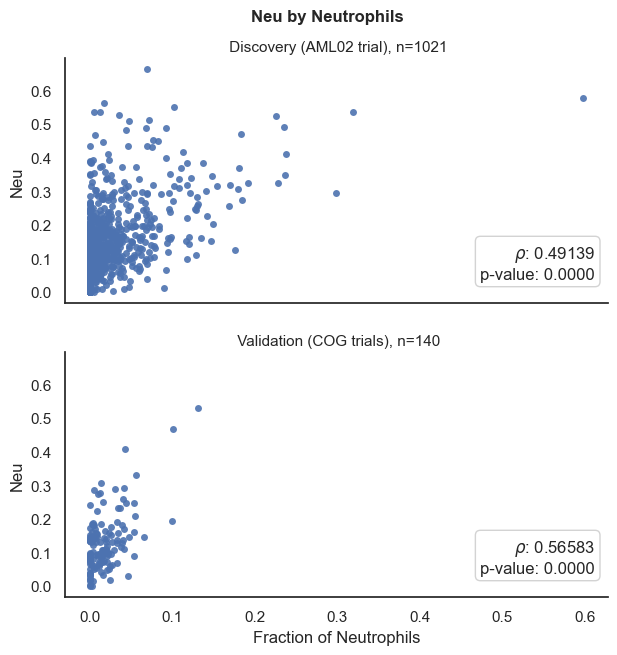 Neu by Neutrophils
Discovery (AML02 trial), n=1021
0.6
0.5
0.4
0.3
0.2
0.1
0.0
Neu
ρ: 0.49139
p-value: 0.0000
Validation (COG trials), n=140
0.6
0.5
0.4
0.3
0.2
0.1
0.0
Neu
ρ: 0.56583
p-value: 0.0000
0.0 0.1 0.2 0.3 0.4 0.5 0.6
Fraction of Neutrophils